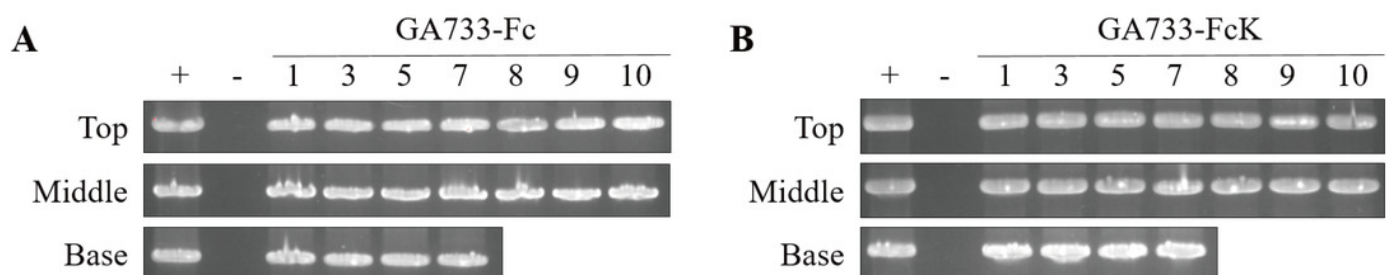 A GA733-Fc
+ - 1 3 5 7 8 9 10
Top
Middle
Base
B GA733-FcK
+ - 1 3 5 7 8 9 10
Top
Middle
Base